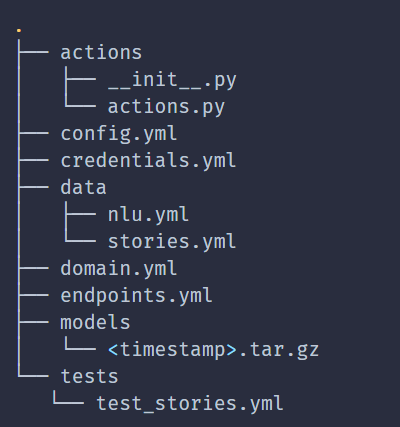 .
├── actions
│   ├── __init__.py
│   └── actions.py
├── config.yml
├── credentials.yml
├── data
│   ├── nlu.yml
│   └── stories.yml
├── domain.yml
├── endpoints.yml
├── models
│   └── <timestamp>.tar.gz
└── tests
   └── test_stories.yml